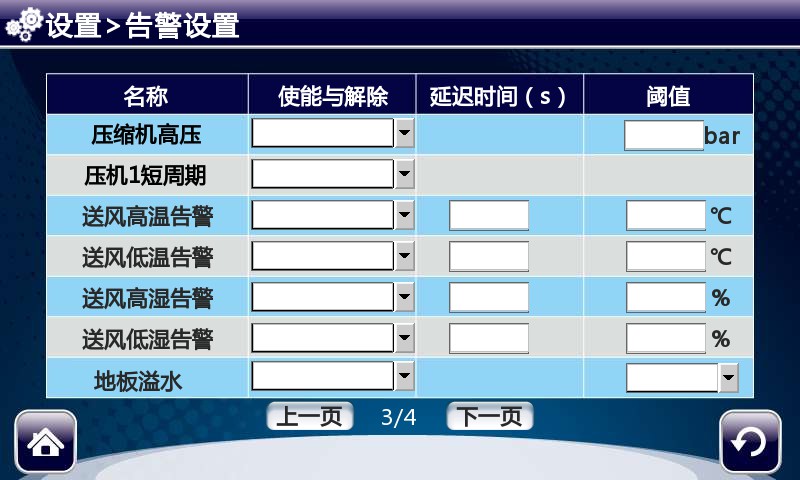 设置>告警设置
名称 使能与解除 延迟时间（s） 阈值
压缩机高压 bar
压机1短周期
送风高温告警 ℃
送风低温告警 ℃
送风高湿告警 %
送风低湿告警 %
地板溢水
上一页 3/4 下一页